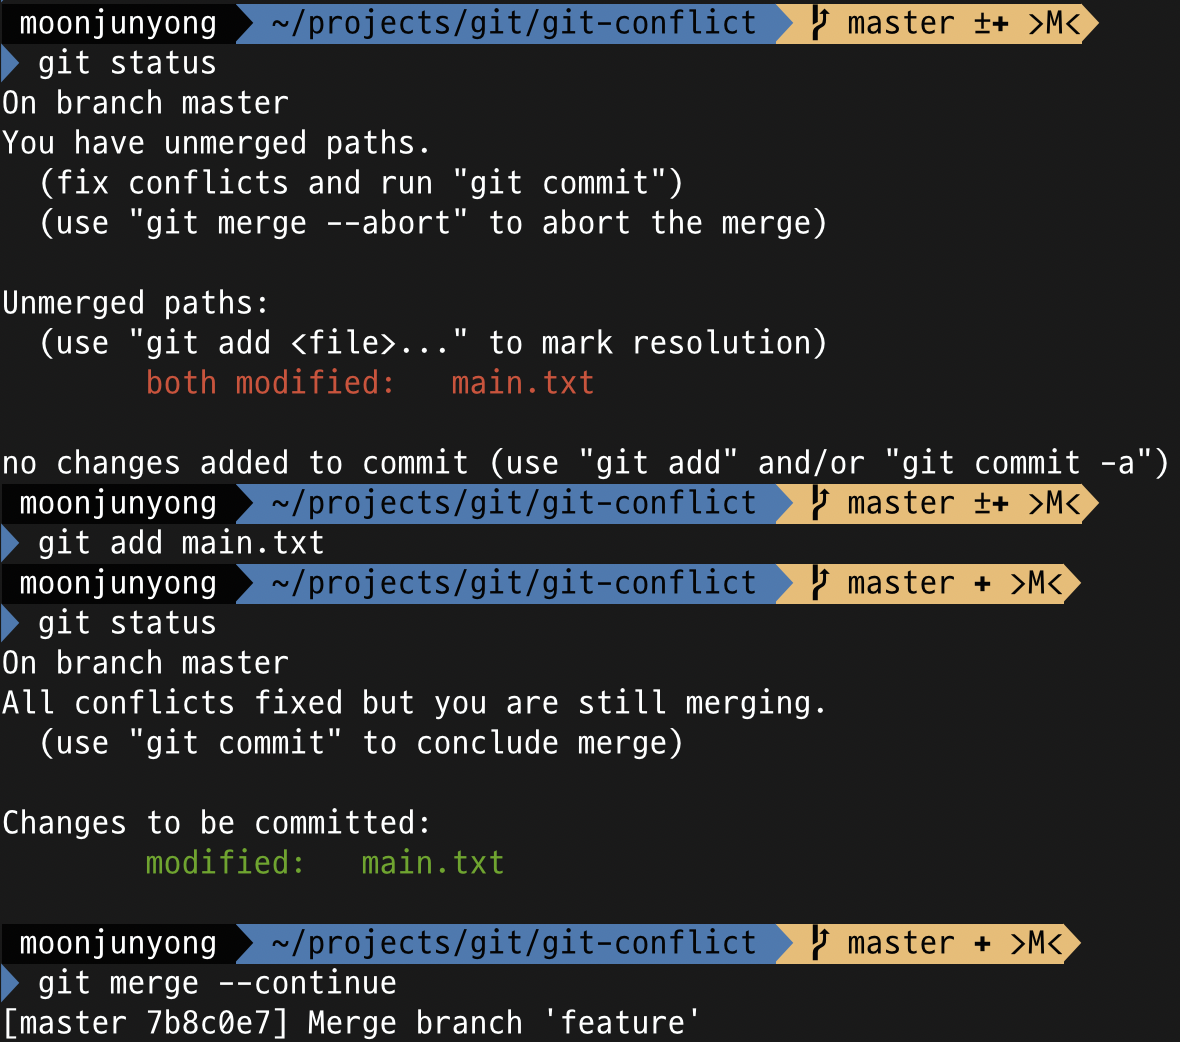 moonjunyong ~/projects/git/git-conflict master ±✚ >M<
git status
On branch master
You have unmerged paths.
  (fix conflicts and run "git commit")
  (use "git merge --abort" to abort the merge)

Unmerged paths:
  (use "git add <file>..." to mark resolution)
        both modified:   main.txt

no changes added to commit (use "git add" and/or "git commit -a")
moonjunyong ~/projects/git/git-conflict master ±✚ >M<
git add main.txt
moonjunyong ~/projects/git/git-conflict master ✚ >M<
git status
On branch master
All conflicts fixed but you are still merging.
  (use "git commit" to conclude merge)

Changes to be committed:
        modified:   main.txt

moonjunyong ~/projects/git/git-conflict master ✚ >M<
git merge --continue
[master 7b8c0e7] Merge branch 'feature'